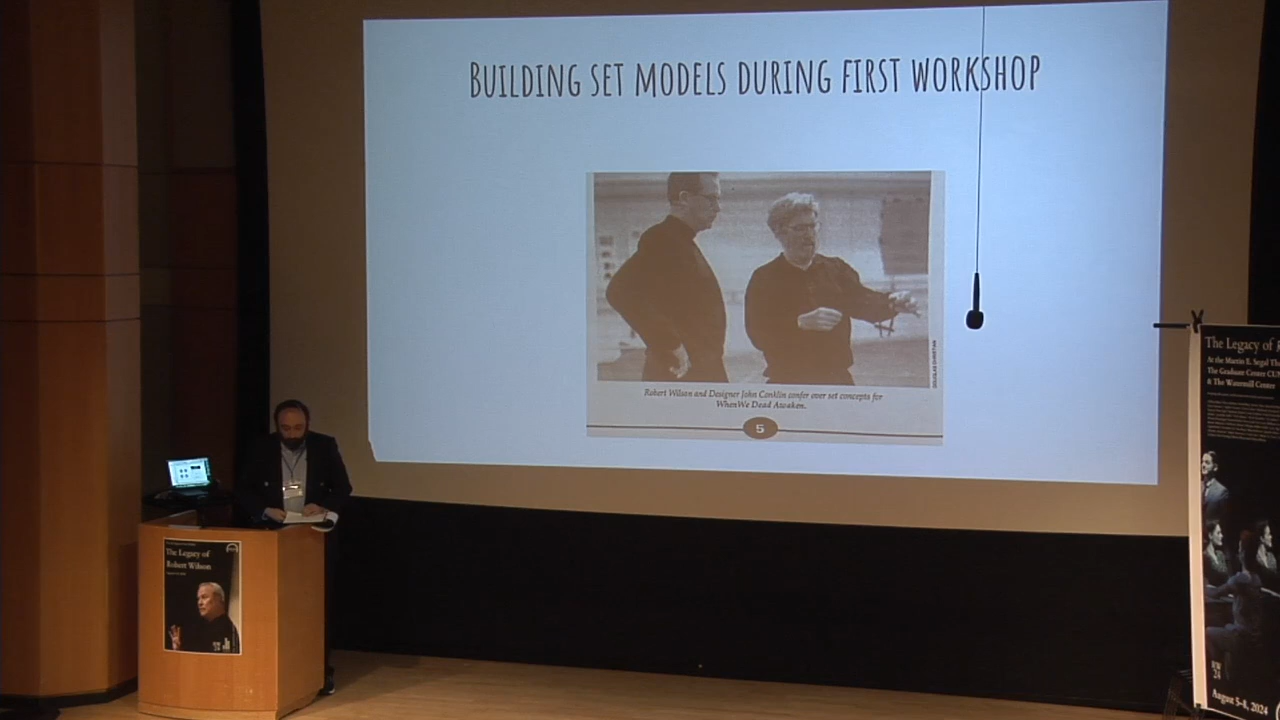 BUILDING SET MODELS DURING FIRST WORKSHOP
DOUGLAS CHRISTIAN
Robert Wilson and Designer John Conklin confer over set concepts for
When We Dead Awaken.
5
The Legacy of
Robert Wilson
The Legacy of
At the Martin E. Segal
The Graduate Center
& The Watermill Center
August 5-8, 2024